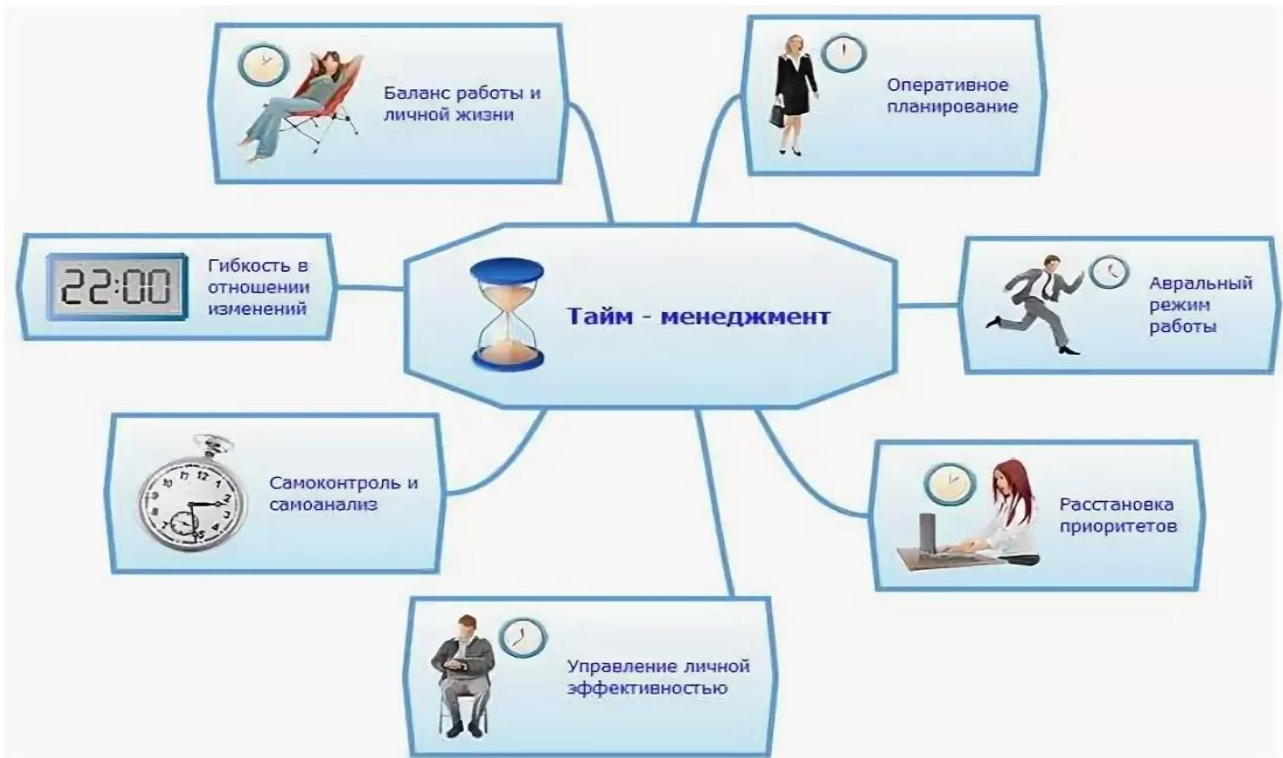 Баланс работы и
личной жизни
Оперативное
планирование
Гибкость в
отношении
изменений
22:00
Тайм - менеджмент
Авральный
режим
работы
Самоконтроль и
самоанализ
Расстановка
приоритетов
Управление личной
эффективностью